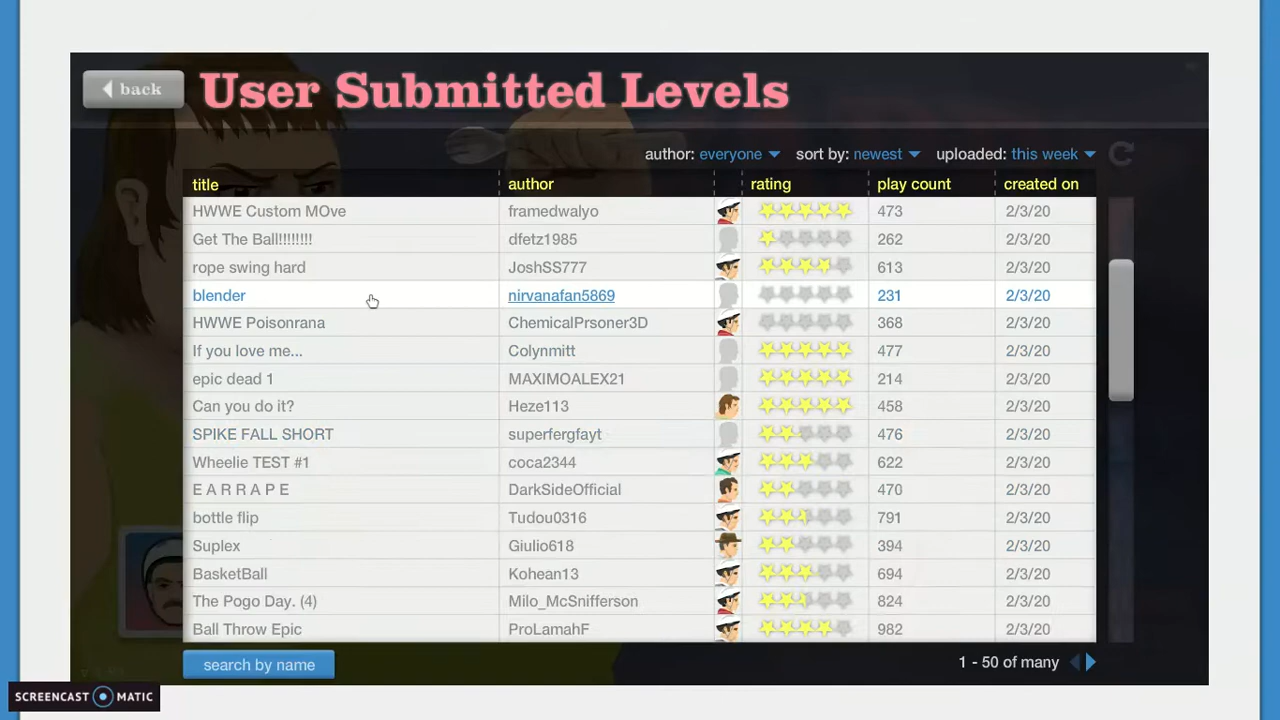 back
User Submitted Levels
author: everyone sort by: newest uploaded: this week
title author rating play count created on
HWWE Custom MOve framedwalyo 473 2/3/20
Get The Ball!!!!!!!! dfetz1985 262 2/3/20
rope swing hard JoshSS777 613 2/3/20
blender nirvanafan5869 231 2/3/20
HWWE Poisonrana ChemicalPrsoner3D 368 2/3/20
If you love me... Colynmitt 477 2/3/20
epic dead 1 MAXIMOALEX21 214 2/3/20
Can you do it? Heze113 458 2/3/20
SPIKE FALL SHORT superfergfayt 476 2/3/20
Wheelie TEST #1 coca2344 622 2/3/20
E A R R A P E DarkSideOfficial 470 2/3/20
bottle flip Tudou0316 791 2/3/20
Suplex Giulio618 394 2/3/20
BasketBall Kohean13 694 2/3/20
The Pogo Day. (4) Milo_McSnifferson 824 2/3/20
Ball Throw Epic ProLamahF 982 2/3/20
search by name 1 - 50 of many
SCREENCAST MATIC